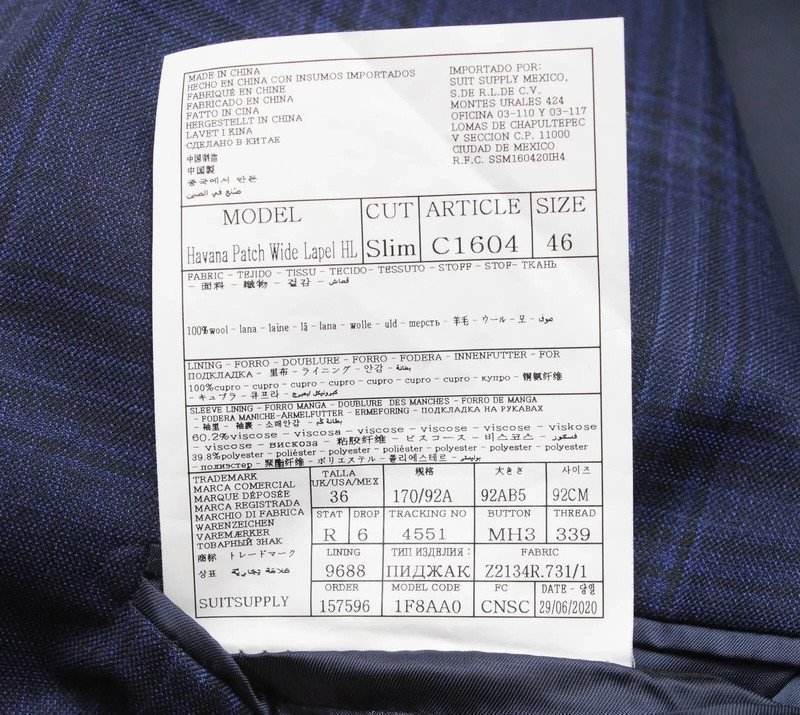 MADE IN CHINA
HECHO EN CHINA CON INSUMOS IMPORTADOS
FABRIQUÉ EN CHINE
FABRICADO EN CHINA
FATTO IN CINA
HERGESTELLT IN CHINA
LAVET I KINA
СДЕЛАНО В КИТАЕ
中国制造
中国製
중국에서 만든
صنع في الصين
IMPORTADO POR:
SUIT SUPPLY MEXICO,
S.DE R.L.DE C.V.
MONTES URALES 424
OFICINA 03-110 Y 03-117
LOMAS DE CHAPULTEPEC
V SECCION C.P. 11000
CIUDAD DE MEXICO
R.F.C. SSM160420IH4
MODEL CUT ARTICLE SIZE
Havana Patch Wide Lapel HL Slim C1604 46
FABRIC - TEJIDO - TISSU - TECIDO- TESSUTO - STOFF - STOF- ТКАНЬ
- 面料 - 織物 - 겉감 - قماش
100%wool - lana - laine - lã - lana - wolle - uld - шерсть - 羊毛 - ウール - 모 - صوف
LINING - FORRO - DOUBLURE - FORRO - FODERA - INNENFUTTER - FOR
ПОДКЛАДКА - 里布 - ライニング - 안감 - بطانة
100%cupro - cupro - cupro - cupro - cupro - cupro - cupro - купро - 铜氨纤维
- キュプラ - 큐프라 -
SLEEVE LINING - FORRO MANGA - DOUBLURE DES MANCHES - FORRO DE MANGA
- FODERA MANICHE-ÄRMELFUTTER - ERMEFORING - ПОДКЛАДКА НА РУКАВАХ
- 袖里 - 袖裏 - 소매안감 - بطانة كم
60.2%viscose - viscosa - viscose - viscose - viscosa - viscose - viskose
- viscose - вискоза - 粘胶纤维 - ビスコース - 비스코스 - فسكوز
39.8%polyester - poliéster - polyester - poliéster - polyester - polyester - polyester
- полиэстер - 聚酯纤维 - ポリエステル - 폴리에스테르 - بوليستر
TRADEMARK
MARCA COMERCIAL
MARQUE DÉPOSÉE
MARCA REGISTRADA
MARCHIO DI FABRICA
WARENZEICHEN
VAREMÆRKER
ТОВАРНЫЙ ЗНАК
商标 トレードマーク
상표 علامة تجارية
SUITSUPPLY
TALLA 规格 大きさ 사이즈
UK/USA/MEX
36 170/92A 92AB5 92CM
STAT DROP TRACKING NO BUTTON THREAD
R 6 4551 MH3 339
LINING ТИП ИЗДЕЛИЯ: FABRIC
9688 ПИДЖАК Z2134R.731/1
ORDER MODEL CODE FC DATE - 당일
157596 1F8AA0 CNSC 29/06/2020